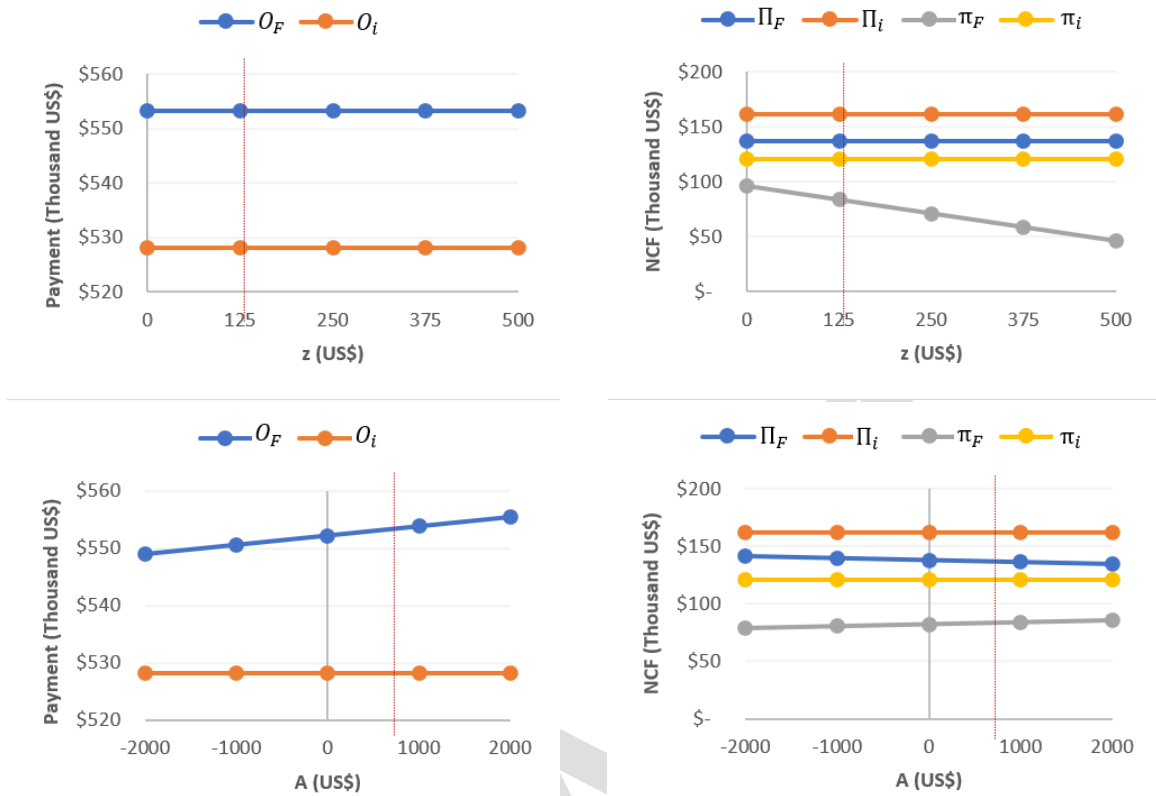 O_F O_i
Payment (Thousand US$)
$560
$550
$540
$530
$520
0 125 250 375 500
z (US$)
Π_F Π_i π_F π_i
NCF (Thousand US$)
$200
$150
$100
$50
$-
0 125 250 375 500
z (US$)
O_F O_i
Payment (Thousand US$)
$560
$550
$540
$530
$520
-2000 -1000 0 1000 2000
A (US$)
Π_F Π_i π_F π_i
NCF (Thousand US$)
$200
$150
$100
$50
$-
-2000 -1000 0 1000 2000
A (US$)